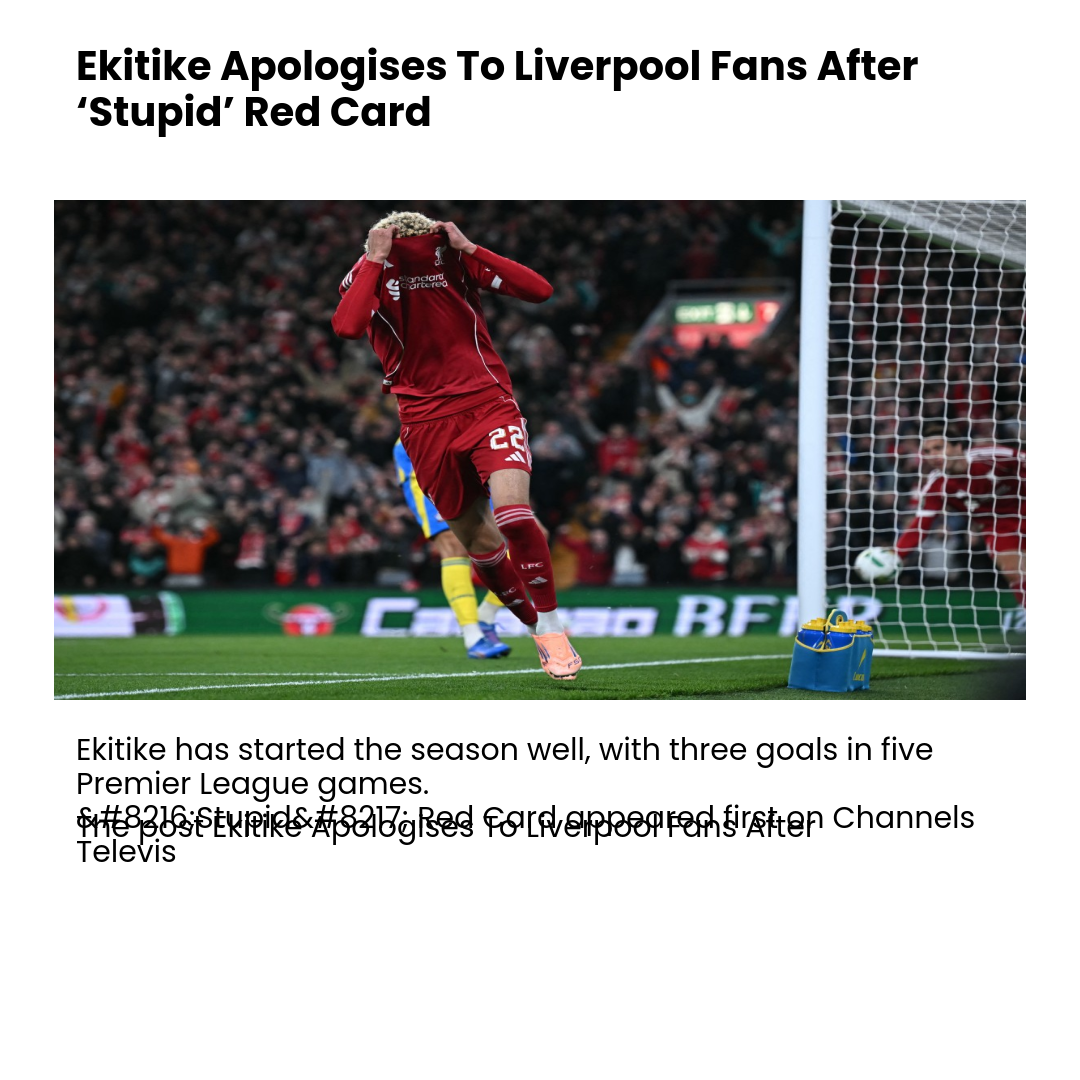 Ekitike Apologises To Liverpool Fans After
‘Stupid’ Red Card
Standard
Chartered
22
LFC
Ekitike has started the season well, with three goals in five
Premier League games.
The post Ekitike Apologises To Liverpool Fans After
&#8216;Stupid&#8217; Red Card appeared first on Channels
Televis